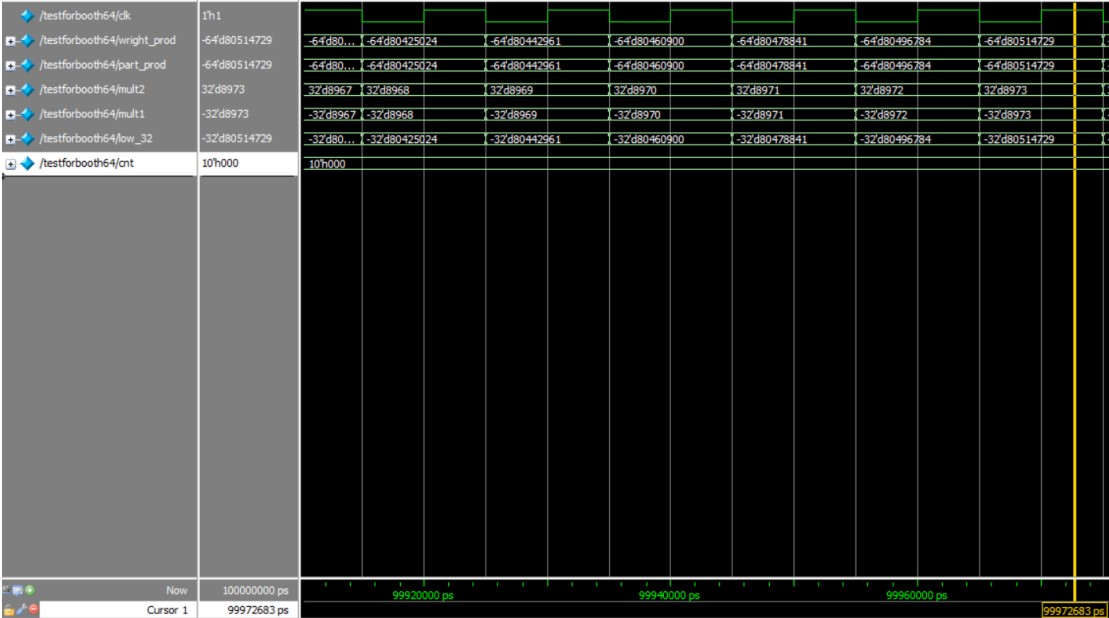 /testforbooth64/clk 1'h1
/testforbooth64/wright_prod -64'd80514729 -64'd80... -64'd80425024 -64'd80442961 -64'd80460900 -64'd80478841 -64'd80496784 -64'd80514729
/testforbooth64/part_prod -64'd80514729 -64'd80... -64'd80425024 -64'd80442961 -64'd80460900 -64'd80478841 -64'd80496784 -64'd80514729
/testforbooth64/mult2 32'd8973 32'd8967 32'd8968 32'd8969 32'd8970 32'd8971 32'd8972 32'd8973
/testforbooth64/mult1 -32'd8973 -32'd8967 -32'd8968 -32'd8969 -32'd8970 -32'd8971 -32'd8972 -32'd8973
/testforbooth64/low_32 -32'd80514729 -32'd80... -32'd80425024 -32'd80442961 -32'd80460900 -32'd80478841 -32'd80496784 -32'd80514729
/testforbooth64/cnt 10'h000 10'h000
Now 100000000 ps 99920000 ps 99940000 ps 99960000 ps
Cursor 1 99972683 ps 99972683 ps